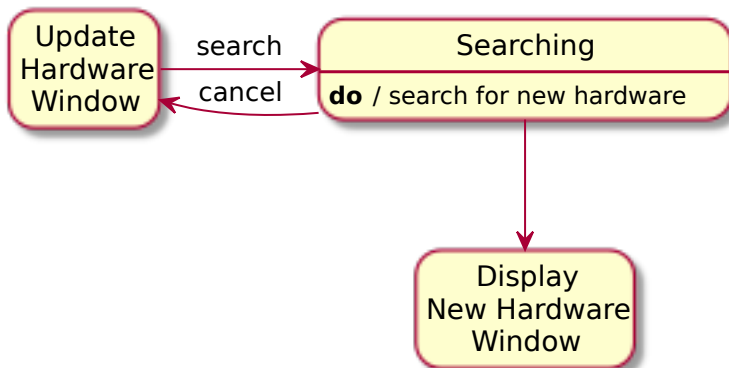 Update
Hardware
Window
search
cancel
Searching
do / search for new hardware
Display
New Hardware
Window